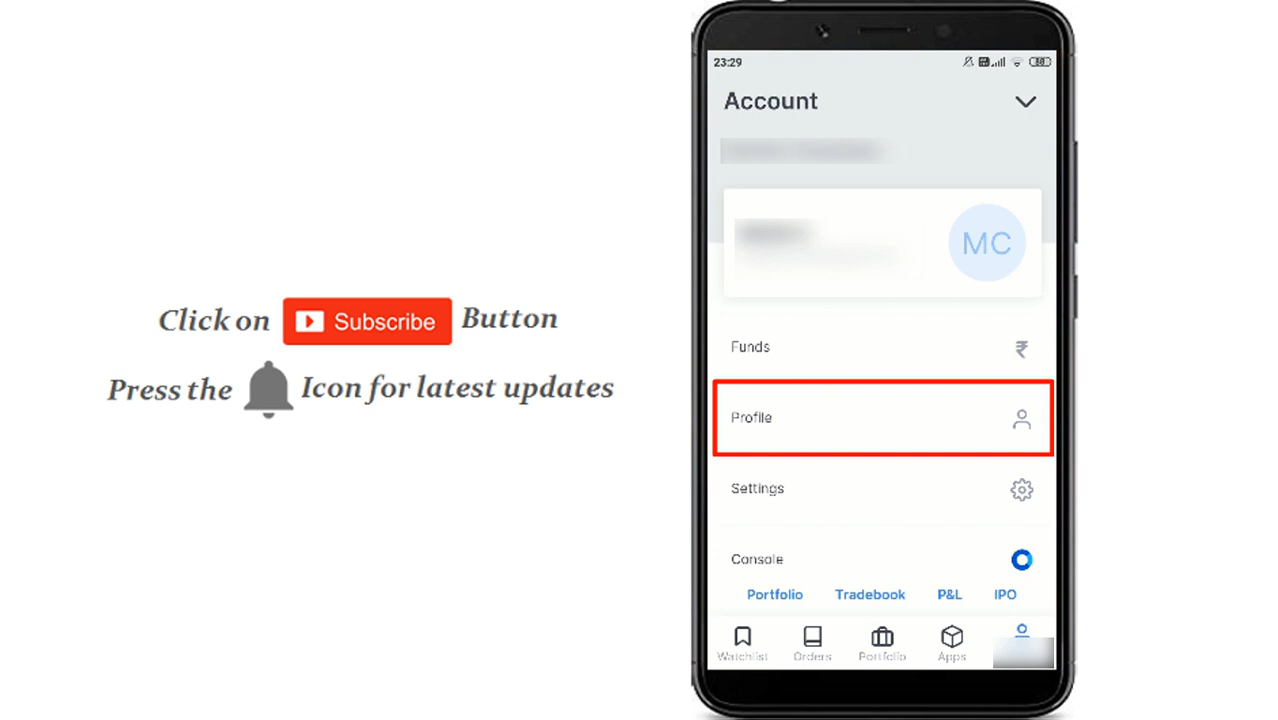 Click on Subscribe Button
Press the Icon for latest updates
23:29
Account
MC
Funds ₹
Profile
Settings
Console
Portfolio Tradebook P&L IPO
Watchlist Orders Portfolio Apps